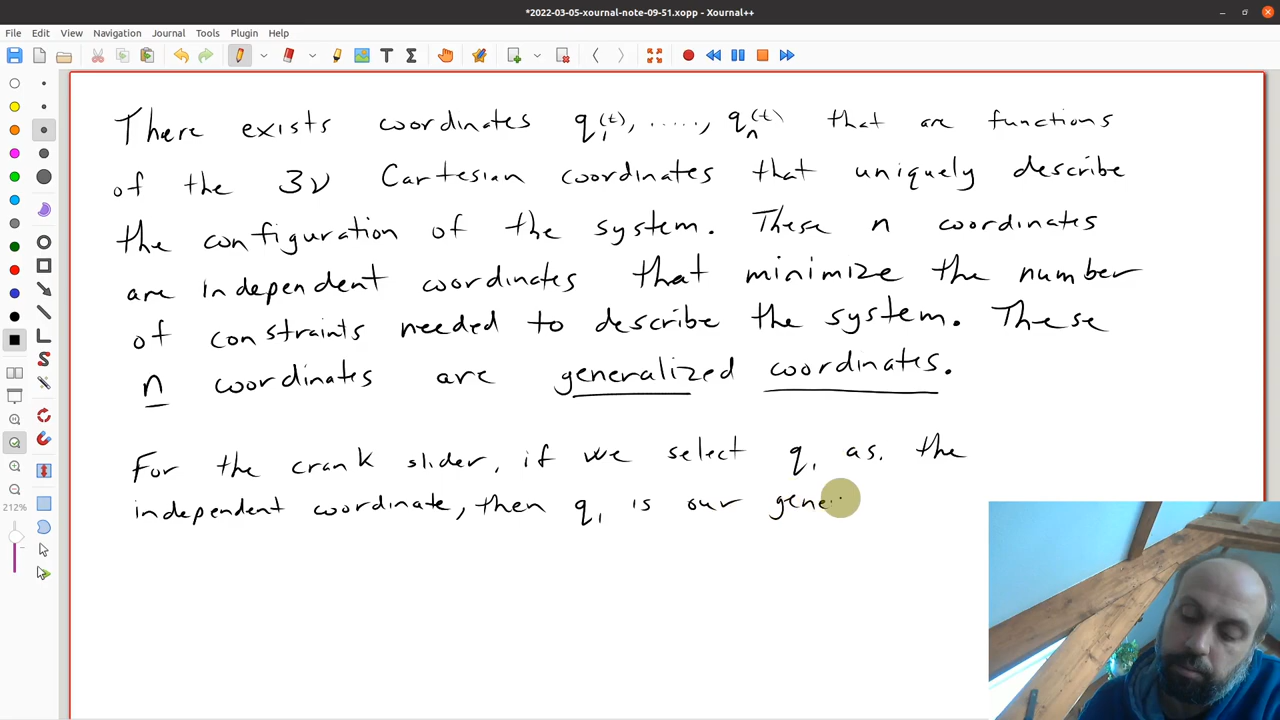 *2022-03-05-xournal-note-09-51.xopp - Xournal++
File Edit View Navigation Journal Tools Plugin Help
There exists coordinates q₁(t), ....., qₙ(t) that are functions
of the 3ν Cartesian coordinates that uniquely describe
the configuration of the system. These n coordinates
are independent coordinates that minimize the number
of constraints needed to describe the system. These
n coordinates are generalized coordinates.
For the crank slider, if we select q₁ as. the
independent coordinate, then q₁ is our gene
212%